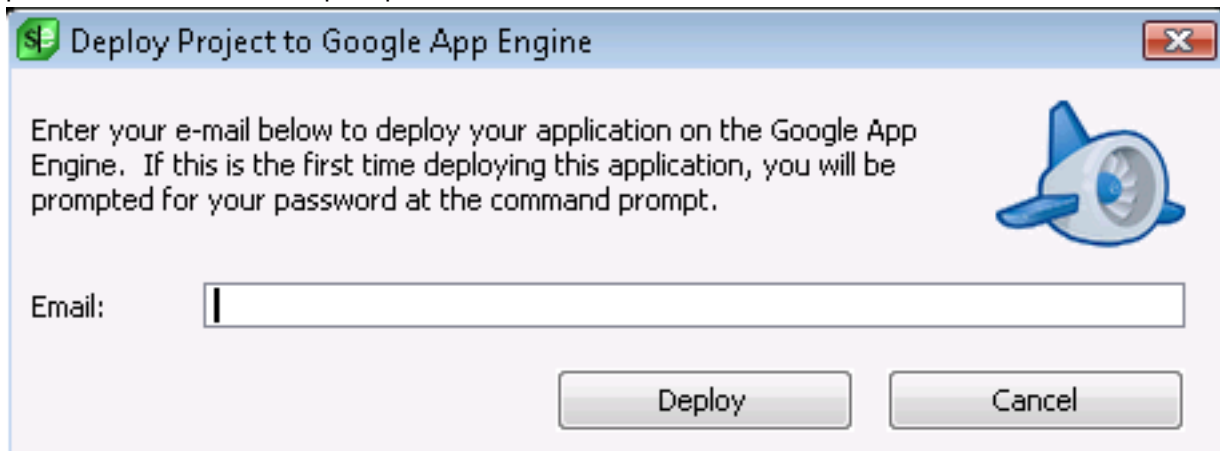 Deploy Project to Google App Engine
Enter your e-mail below to deploy your application on the Google App
Engine. If this is the first time deploying this application, you will be
prompted for your password at the command prompt.
Email:
Deploy Cancel